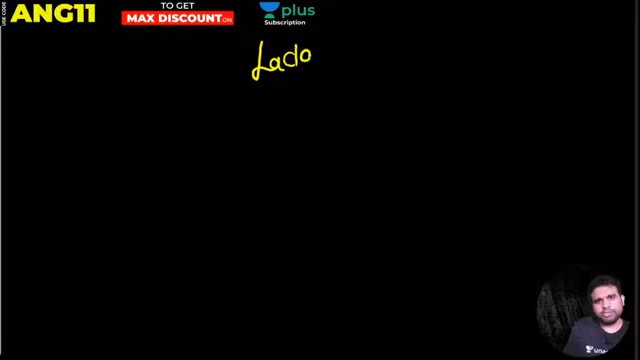 USE CODE
ANG11
TO GET
MAX DISCOUNT ON
plus
Subscription
Lado